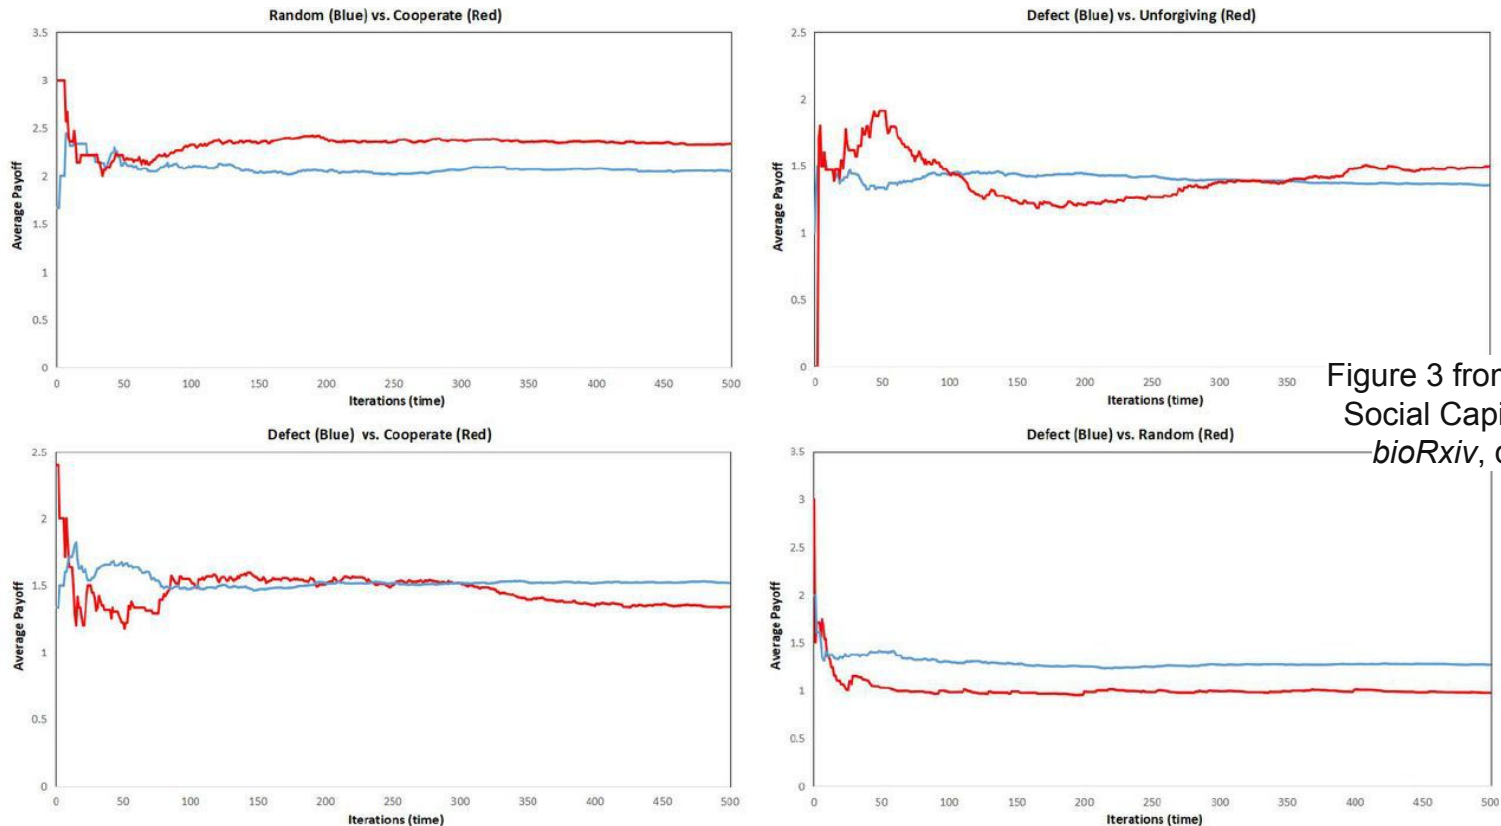 Random (Blue) vs. Cooperate (Red)
3.5
3
2.5
2
1.5
1
0.5
0
Average Payoff
0 50 100 150 200 250 300 350 400 450 500
Iterations (time)
Defect (Blue) vs. Unforgiving (Red)
2.5
2
1.5
1
0.5
0
Average Payoff
0 50 100 150 200 250 300
Iterations (time)
Figure 3 from
Social Capi
bioRxiv,
Defect (Blue) vs. Cooperate (Red)
2.5
2
1.5
1
0.5
0
Average Payoff
0 50 100 150 200 250 300 350 400 450 500
Iterations (time)
Defect (Blue) vs. Random (Red)
3.5
3
2.5
2
1.5
1
0.5
0
Average Payoff
0 50 100 150 200 250 300 350 400 450 500
Iterations (time)